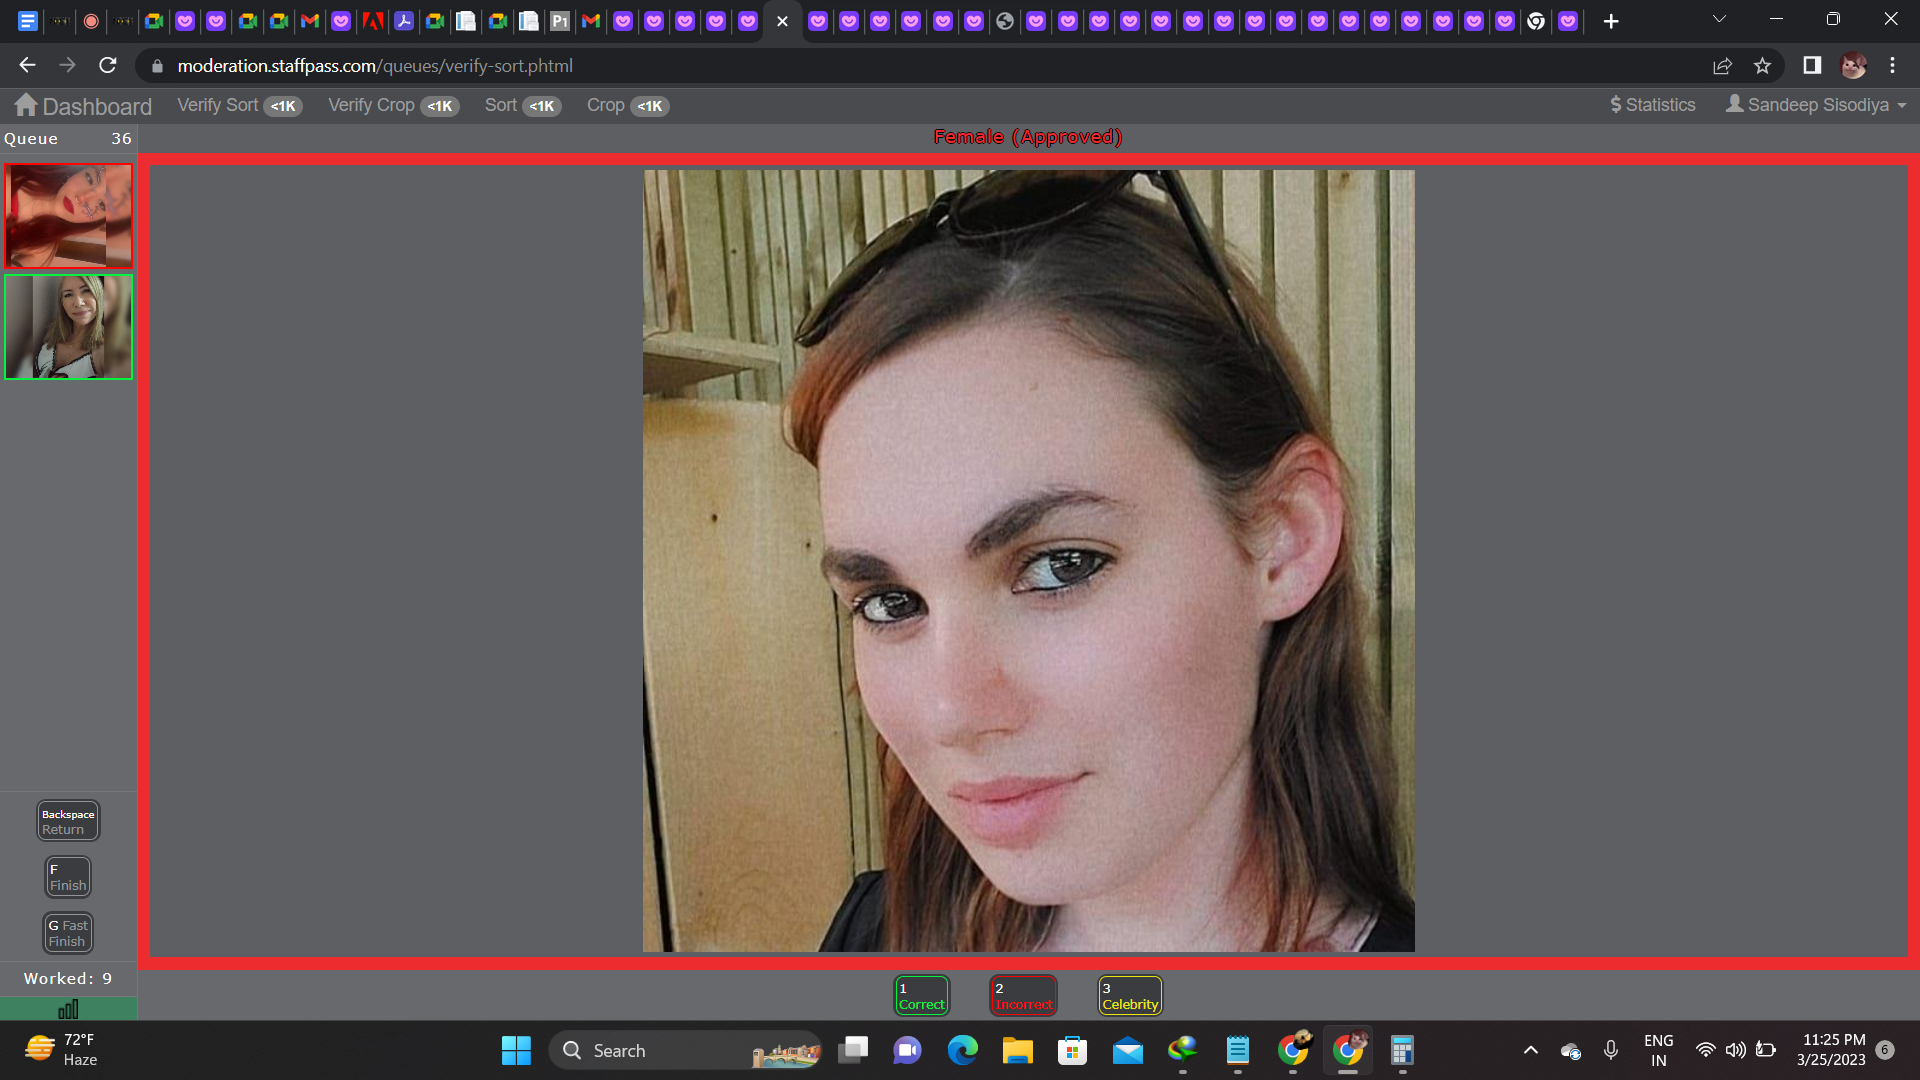 P1
moderation.staffpass.com/queues/verify-sort.phtml
Dashboard Verify Sort <1K Verify Crop <1K Sort <1K Crop <1K $ Statistics Sandeep Sisodiya
Queue 36
Female (Approved)
Backspace
Return
F
Finish
G Fast
Finish
Worked: 9
1
Correct
2
Incorrect
3
Celebrity
72°F
Haze
Search
ENG
IN
11:25 PM
3/25/2023
6